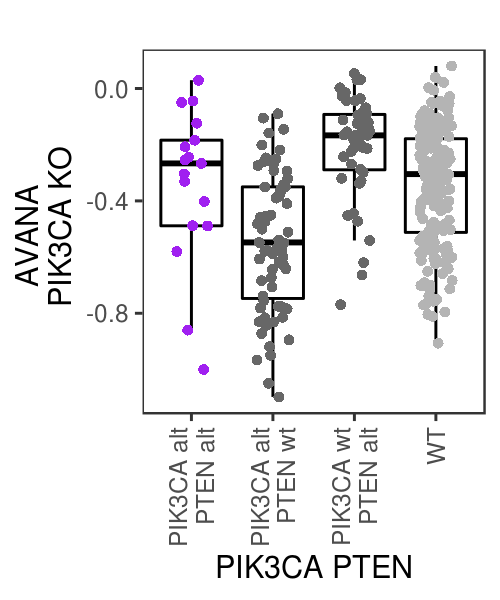 AVANA
PIK3CA KO
0.0
-0.4
-0.8
PIK3CA alt
PTEN alt
PIK3CA alt
PTEN wt
PIK3CA wt
PTEN alt
WT
PIK3CA PTEN